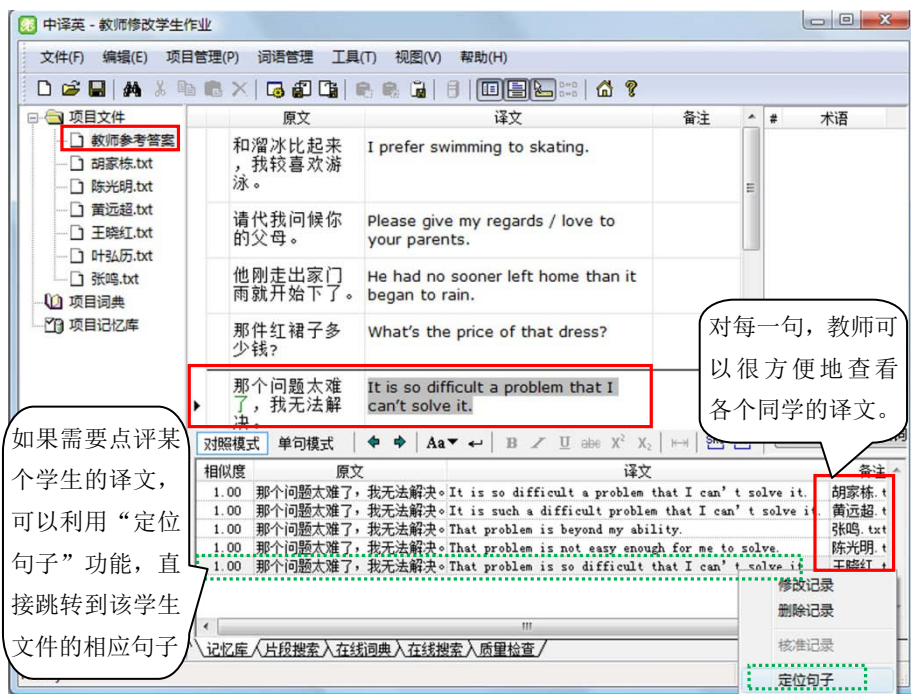 中译英 - 教师修改学生作业
文件(F) 编辑(E) 项目管理(P) 词语管理 工具(T) 视图(V) 帮助(H)
项目文件
教师参考答案
胡家栋.txt
陈光明.txt
黄远超.txt
王晓红.txt
叶弘历.txt
张鸣.txt
项目词典
项目记忆库
原文 译文 备注
# 术语
和溜冰比起来
，我较喜欢游
泳。
I prefer swimming to skating.
请代我问候你
的父母。
Please give my regards / love to
your parents.
他刚走出家门
雨就开始下了。
He had no sooner left home than it
began to rain.
那件红裙子多
少钱?
What's the price of that dress?
那个问题太难
了，我无法解
决。
It is so difficult a problem that I
can't solve it.
对每一句，教师可
以很方便地查看
各个同学的译文。
如果需要点评某
个学生的译文，
可以利用“定位
句子”功能，直
接跳转到该学生
文件的相应句子
对照模式 单句模式 Aa B I U abc X² X₂
相似度 原文 译文 备注
1.00 那个问题太难了，我无法解决。 It is so difficult a problem that I can't solve it. 胡家栋.t
1.00 那个问题太难了，我无法解决。 It is such a difficult problem that I can't solve it. 黄远超.t
1.00 那个问题太难了，我无法解决。 That problem is beyond my ability. 张鸣.txt
1.00 那个问题太难了，我无法解决。 That problem is not easy enough for me to solve. 陈光明.t
1.00 那个问题太难了，我无法解决。 That problem is so difficult that I can't solve it 王晓红.t
修改记录
删除记录
核准记录
定位句子
记忆库 片段搜索 在线词典 在线搜索 质量检查